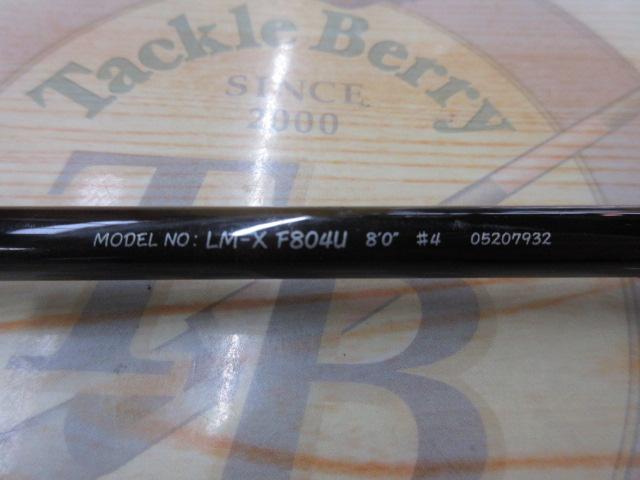 Tackle Berry
SINCE
2000
TB
MODEL NO: LM-X F804U 8'0" #4 05207932